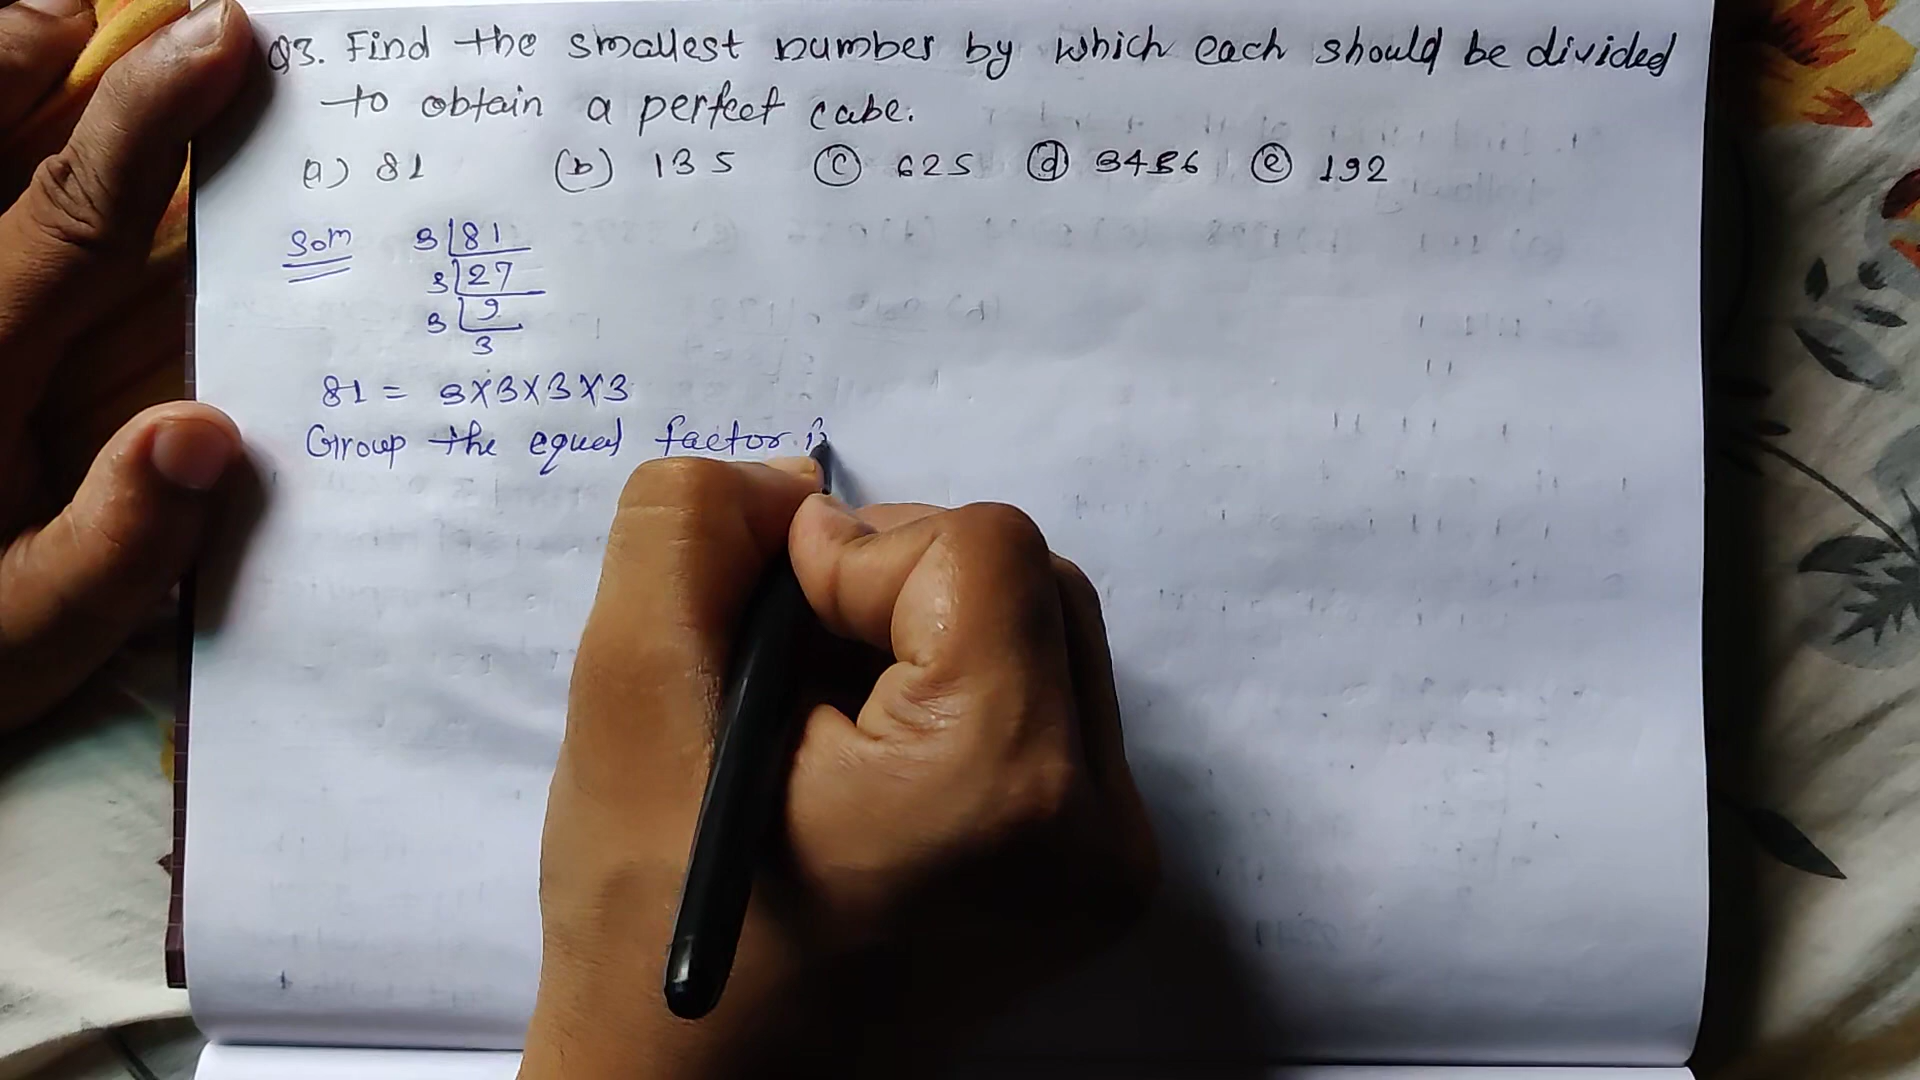 Q3. Find the smallest number by which each should be divided
to obtain a perfect cube.
(a) 81 (b) 135 (c) 625 (d) 3456 (e) 192
Soln 3 81
3 27
3 9
3
81 = 3×3×3×3
Group the equal factor in